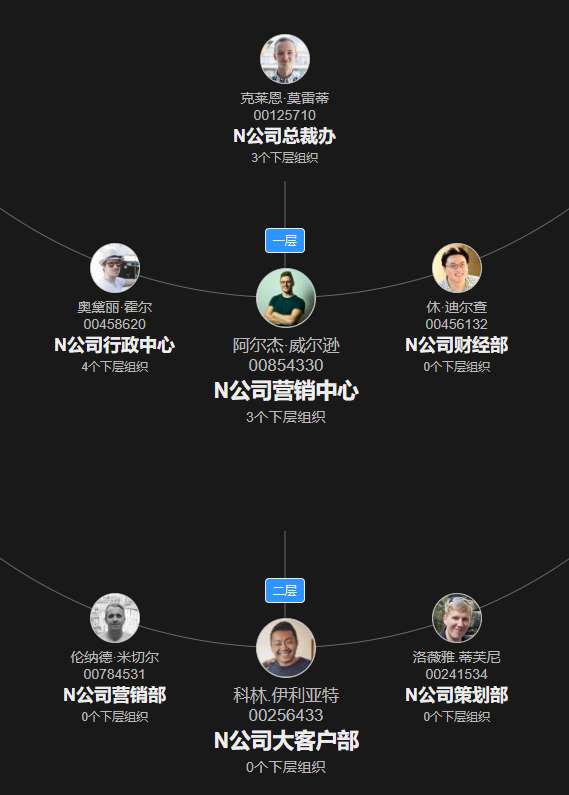 克莱恩·莫雷蒂
00125710
N公司总裁办
3个下层组织
一层
奥黛丽·霍尔
00458620
N公司行政中心
4个下层组织
阿尔杰·威尔逊
00854330
N公司营销中心
3个下层组织
休·迪尔查
00456132
N公司财经部
0个下层组织
二层
伦纳德·米切尔
00784531
N公司营销部
0个下层组织
科林.伊利亚特
00256433
N公司大客户部
0个下层组织
洛薇雅.蒂芙尼
00241534
N公司策划部
0个下层组织